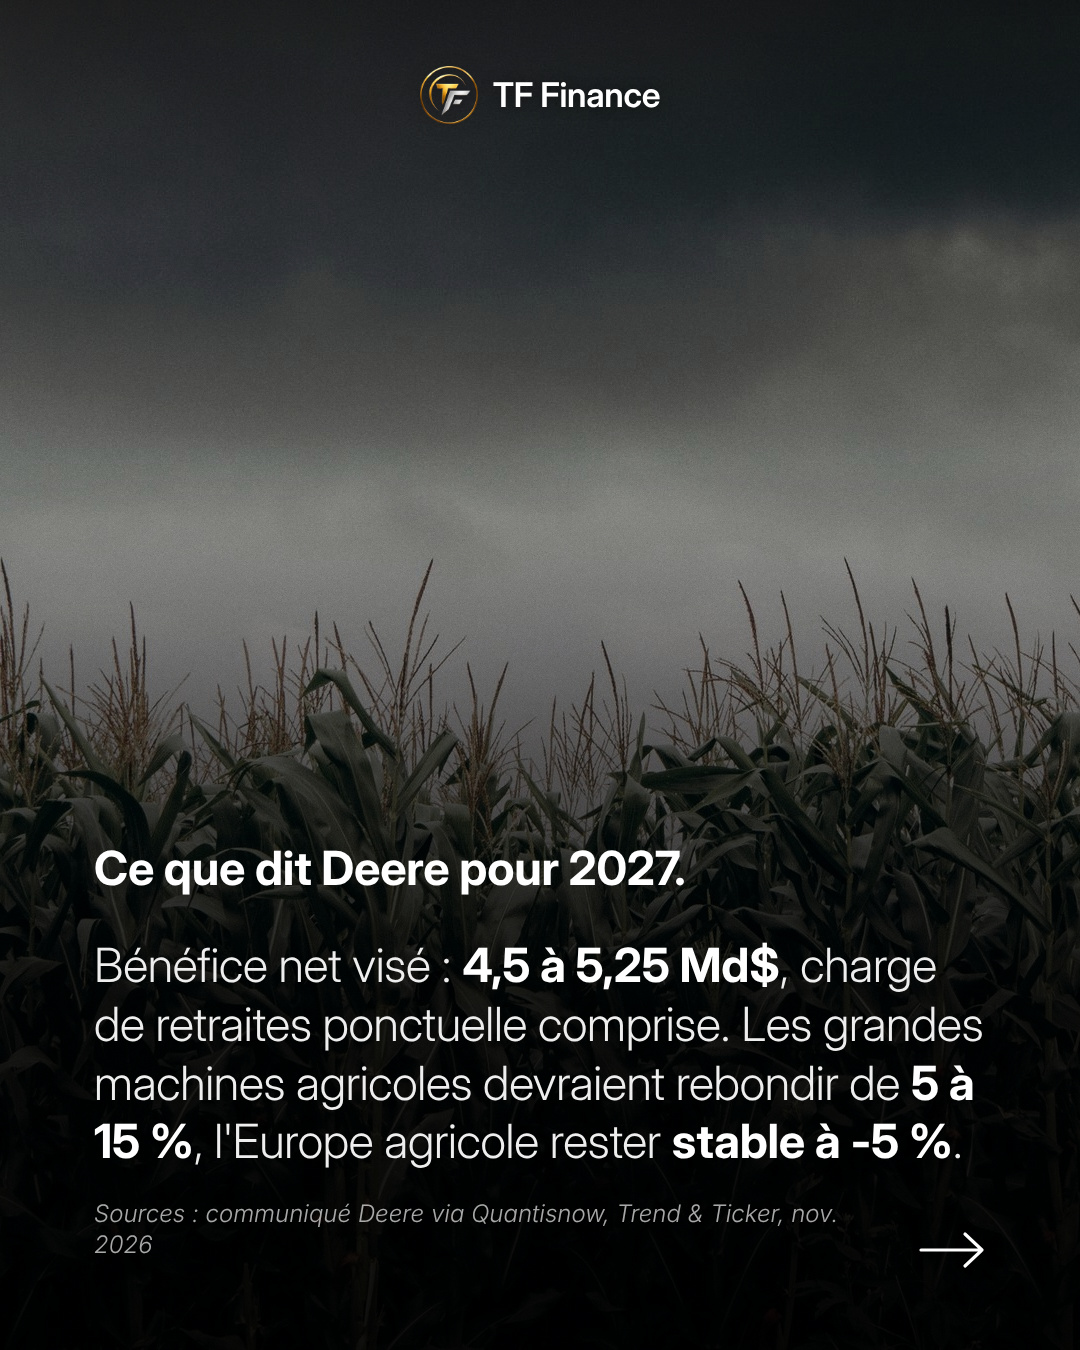 TF
TF Finance
Ce que dit Deere pour 2027.
Bénéfice net visé : 4,5 à 5,25 Md$, charge
de retraites ponctuelle comprise. Les grandes
machines agricoles devraient rebondir de 5 à
15 %, l'Europe agricole rester stable à -5 %.
Sources : communiqué Deere via Quantisnow, Trend & Ticker, nov.
2026